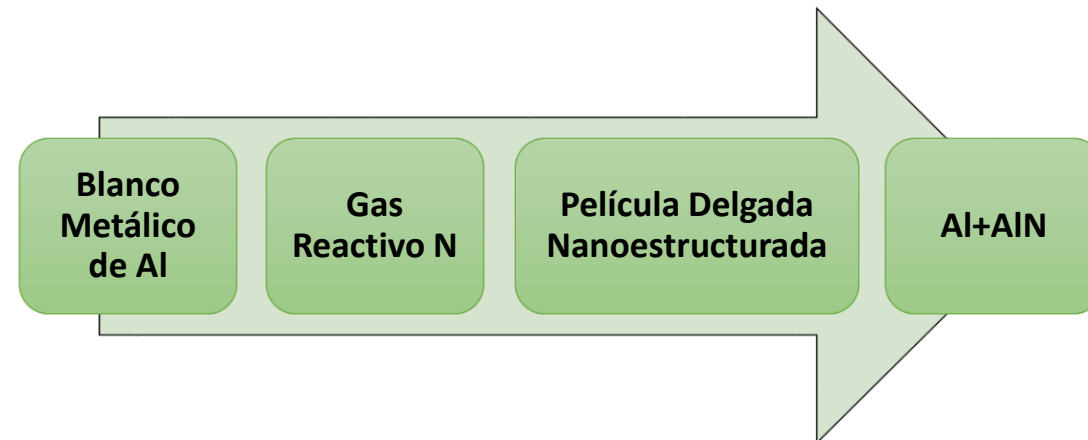 Blanco
Metálico
de Al
Gas
Reactivo N
Película Delgada
Nanoestructurada
Al+AlN